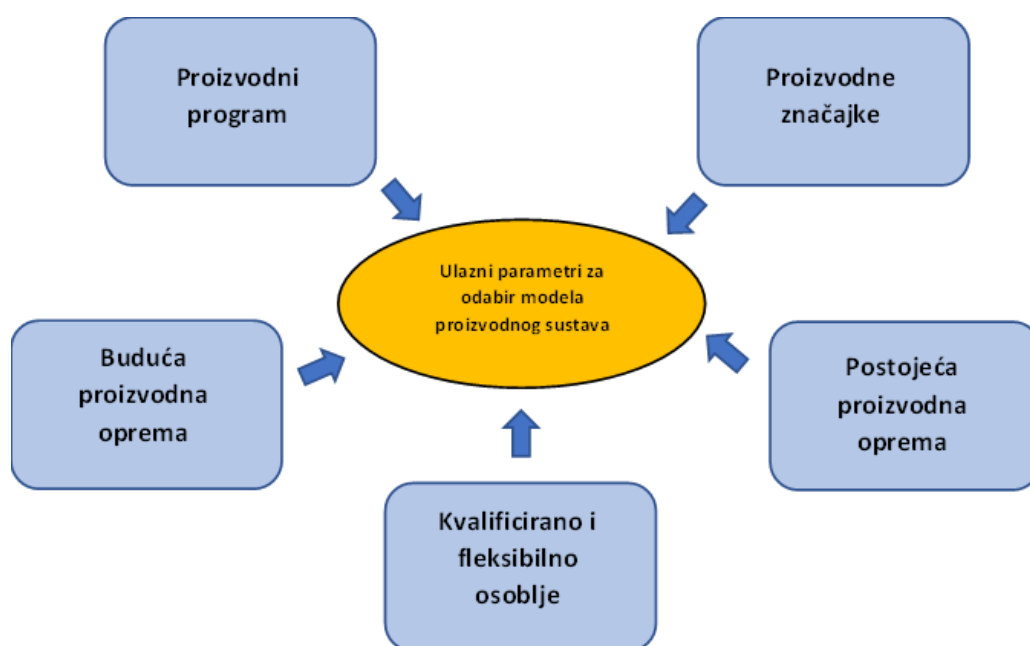 Proizvodni
program
Proizvodne
značajke
Ulazni parametri za
odabir modela
proizvodnog sustava
Buduća
proizvodna
oprema
Postojeća
proizvodna
oprema
Kvalificirano i
fleksibilno
osoblje